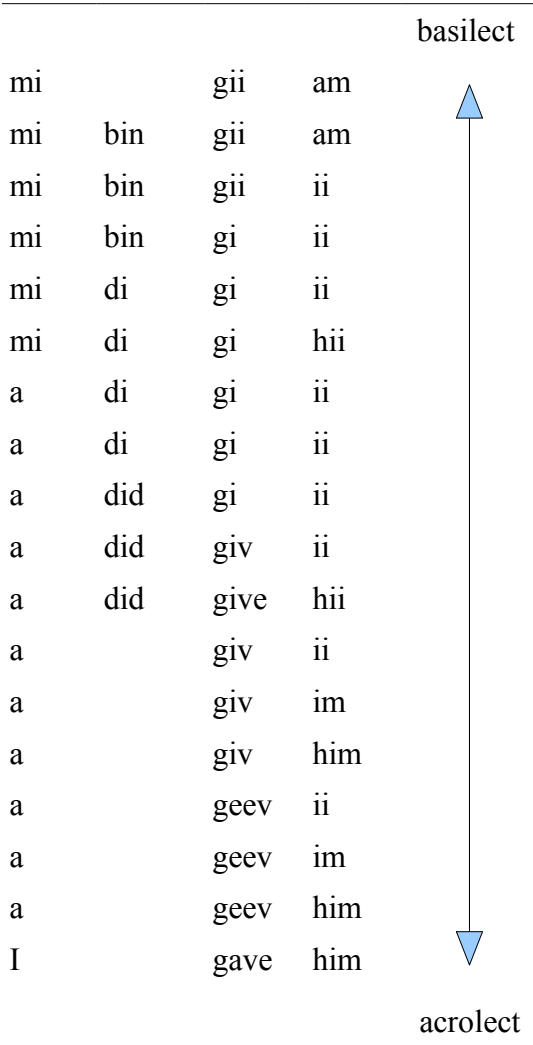 basilect
mi gii am
mi bin gii am
mi bin gii ii
mi bin gi ii
mi di gi ii
mi di gi hii
a di gi ii
a di gi ii
a did gi ii
a did giv ii
a did give hii
a giv ii
a giv im
a giv him
a geev ii
a geev im
a geev him
I gave him
acrolect